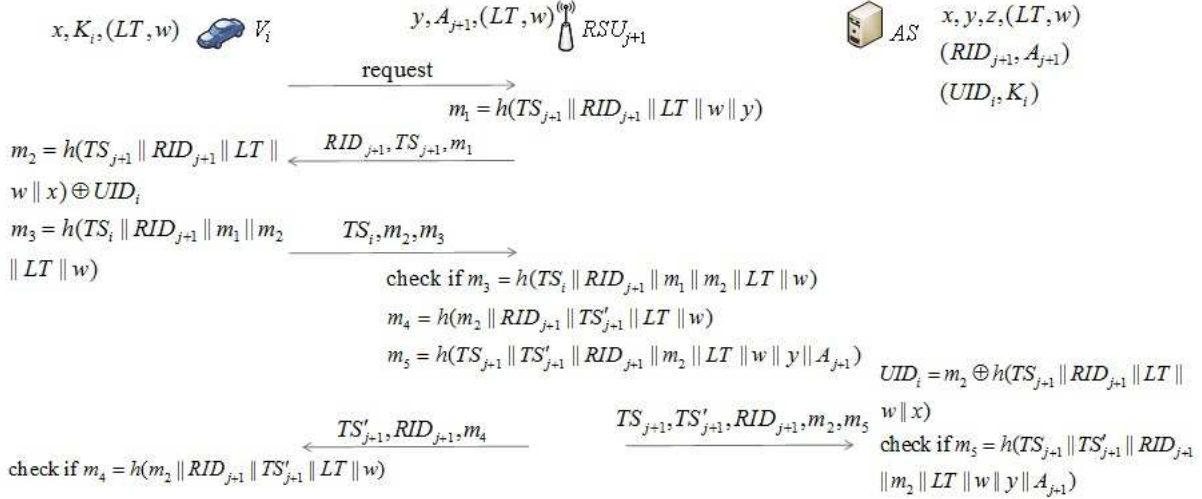 x, K_i, (LT, w) V_i
y, A_{j+1}, (LT, w) RSU_{j+1}
AS x, y, z, (LT, w)
(RID_{j+1}, A_{j+1})
(UID_i, K_i)
request
m_1 = h(TS_{j+1} || RID_{j+1} || LT || w || y)
RID_{j+1}, TS_{j+1}, m_1
m_2 = h(TS_{j+1} || RID_{j+1} || LT ||
w || x) ⊕ UID_i
m_3 = h(TS_i || RID_{j+1} || m_1 || m_2
|| LT || w)
TS_i, m_2, m_3
check if m_3 = h(TS_i || RID_{j+1} || m_1 || m_2 || LT || w)
m_4 = h(m_2 || RID_{j+1} || TS'_{j+1} || LT || w)
m_5 = h(TS_{j+1} || TS'_{j+1} || RID_{j+1} || m_2 || LT || w || y || A_{j+1})
TS'_{j+1}, RID_{j+1}, m_4
check if m_4 = h(m_2 || RID_{j+1} || TS'_{j+1} || LT || w)
TS_{j+1}, TS'_{j+1}, RID_{j+1}, m_2, m_5
UID_i = m_2 ⊕ h(TS_{j+1} || RID_{j+1} || LT ||
w || x)
check if m_5 = h(TS_{j+1} || TS'_{j+1} || RID_{j+1}
|| m_2 || LT || w || y || A_{j+1})